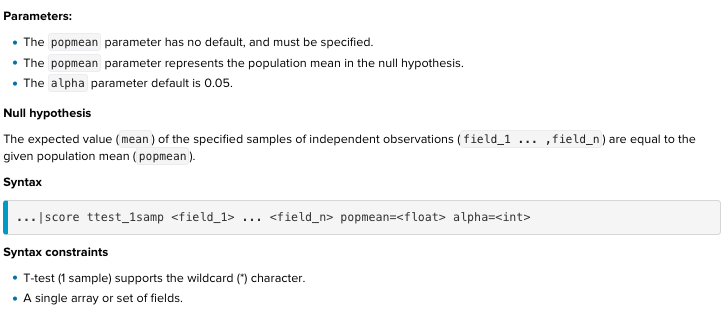 Parameters:
• The popmean parameter has no default, and must be specified.
• The popmean parameter represents the population mean in the null hypothesis.
• The alpha parameter default is 0.05.
Null hypothesis
The expected value (mean) of the specified samples of independent observations (field_1 ... ,field_n) are equal to the
given population mean (popmean).
Syntax
...|score ttest_1samp <field_1> ... <field_n> popmean=<float> alpha=<int>
Syntax constraints
• T-test (1 sample) supports the wildcard (*) character.
• A single array or set of fields.